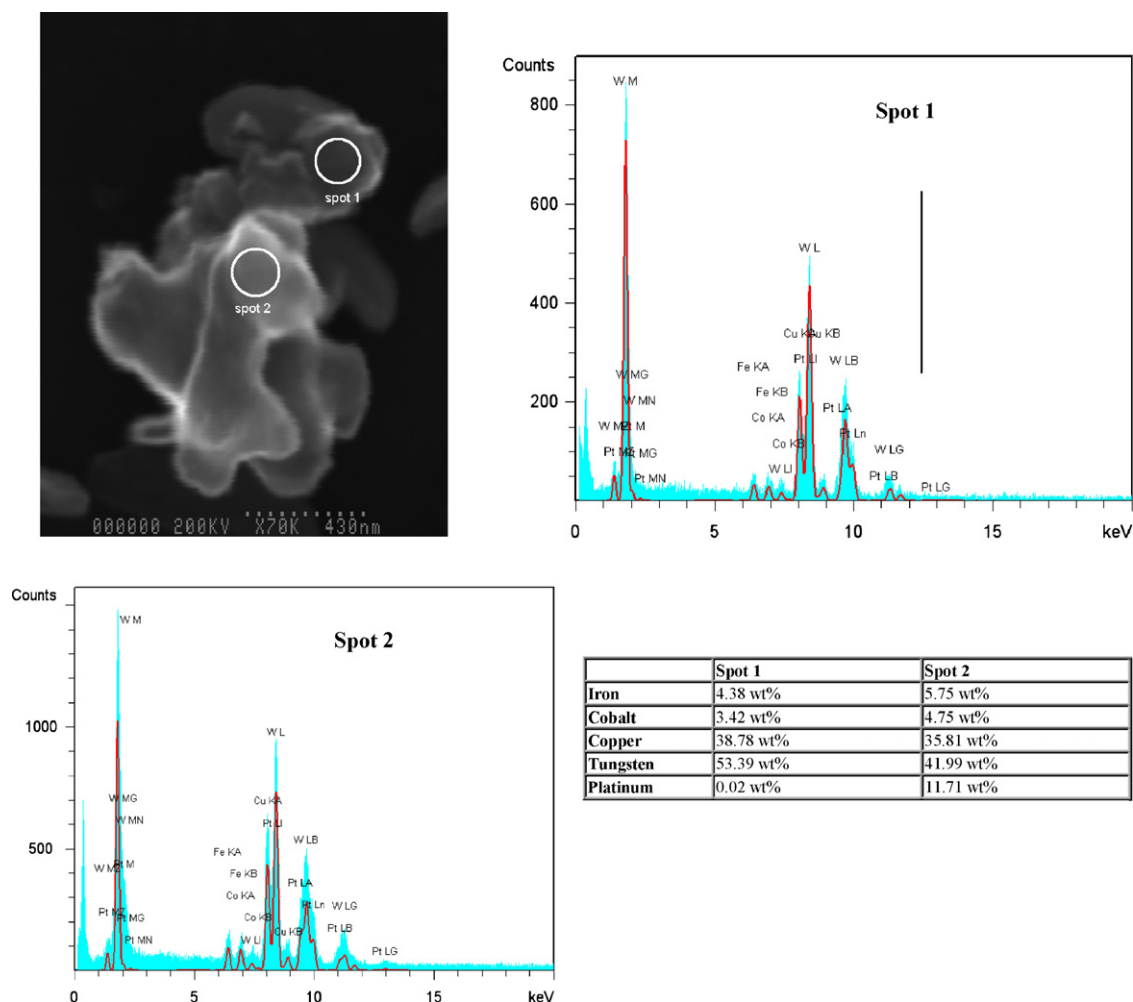 spot 1
spot 2
000000 200KV X70K 430nm
Counts
Spot 1
800
600
400
200
W M
W MG
W MN
W MZ
Pt M
Pt MZ
Pt MG
Pt MN
Fe KA
Fe KB
Co KA
Co KB
W LI
W L
Cu KA
Cu KB
Pt LI
W LB
Pt LA
Pt Ln
W LG
Pt LB
Pt LG
0 5 10 15 keV
Counts
Spot 2
1000
500
W M
W MG
W MN
W MZ
Pt M
Pt MZ
Pt MG
Pt MN
Fe KA
Fe KB
Co KA
Co KB
W LI
W L
Cu KA
Pt LI
Cu KB
W LB
Pt LA
Pt Ln
W LG
Pt LB
Pt LG
0 5 10 15 keV
Spot 1 Spot 2
Iron 4.38 wt% 5.75 wt%
Cobalt 3.42 wt% 4.75 wt%
Copper 38.78 wt% 35.81 wt%
Tungsten 53.39 wt% 41.99 wt%
Platinum 0.02 wt% 11.71 wt%